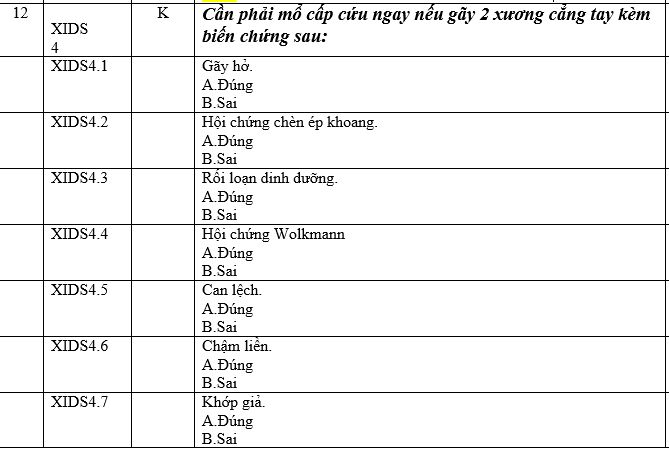 12
XIDS
4
K
Cần phải mổ cấp cứu ngay nếu gãy 2 xương cẳng tay kèm
biến chứng sau:
XIDS4.1
Gãy hở.
A.Đúng
B.Sai
XIDS4.2
Hội chứng chèn ép khoang.
A.Đúng
B.Sai
XIDS4.3
Rối loạn dinh dưỡng.
A.Đúng
B.Sai
XIDS4.4
Hội chứng Wolkmann
A.Đúng
B.Sai
XIDS4.5
Can lệch.
A.Đúng
B.Sai
XIDS4.6
Chậm liền.
A.Đúng
B.Sai
XIDS4.7
Khớp giả.
A.Đúng
B.Sai